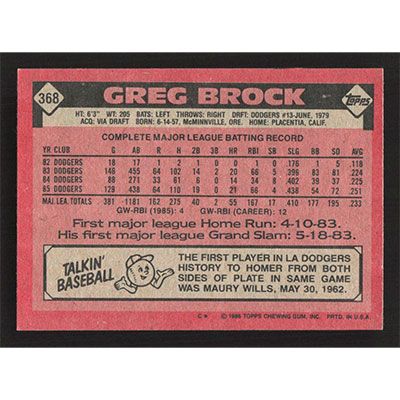 368
GREG BROCK
Topps
HT: 6'3" WT: 205 BATS: LEFT THROWS: RIGHT DRFT: DODGERS #13-JUNE, 1979
ACQ: VIA DRAFT BORN: 6-14-57, McMINNVILLE, ORE. HOME: PLACENTIA, CALIF.
COMPLETE MAJOR LEAGUE BATTING RECORD
YR CLUB G AB R H 2B 3B HR RBI SB SLG BB SO AVG
82 DODGERS 18 17 1 2 1 0 0 1 0 .176 1 5 .118
83 DODGERS 146 455 64 102 14 2 20 66 5 .396 83 81 .224
84 DODGERS 88 271 33 61 6 0 14 34 8 .402 39 37 .225
85 DODGERS 129 438 64 110 19 0 21 66 4 .438 54 72 .251
MAJ. LEA. TOTALS 381 1181 162 275 40 2 55 167 17 177 195 .233
GW-RBI (1985): 4 GW-RBI (CAREER): 12
First major league Home Run: 4-10-83.
His first major league Grand Slam: 5-18-83.
TALKIN'
BASEBALL
THE FIRST PLAYER IN LA DODGERS
HISTORY TO HOMER FROM BOTH
SIDES OF PLATE IN SAME GAME
WAS MAURY WILLS, MAY 30, 1962.
C* © 1986 TOPPS CHEWING GUM, INC. PRTD. IN U.S.A.